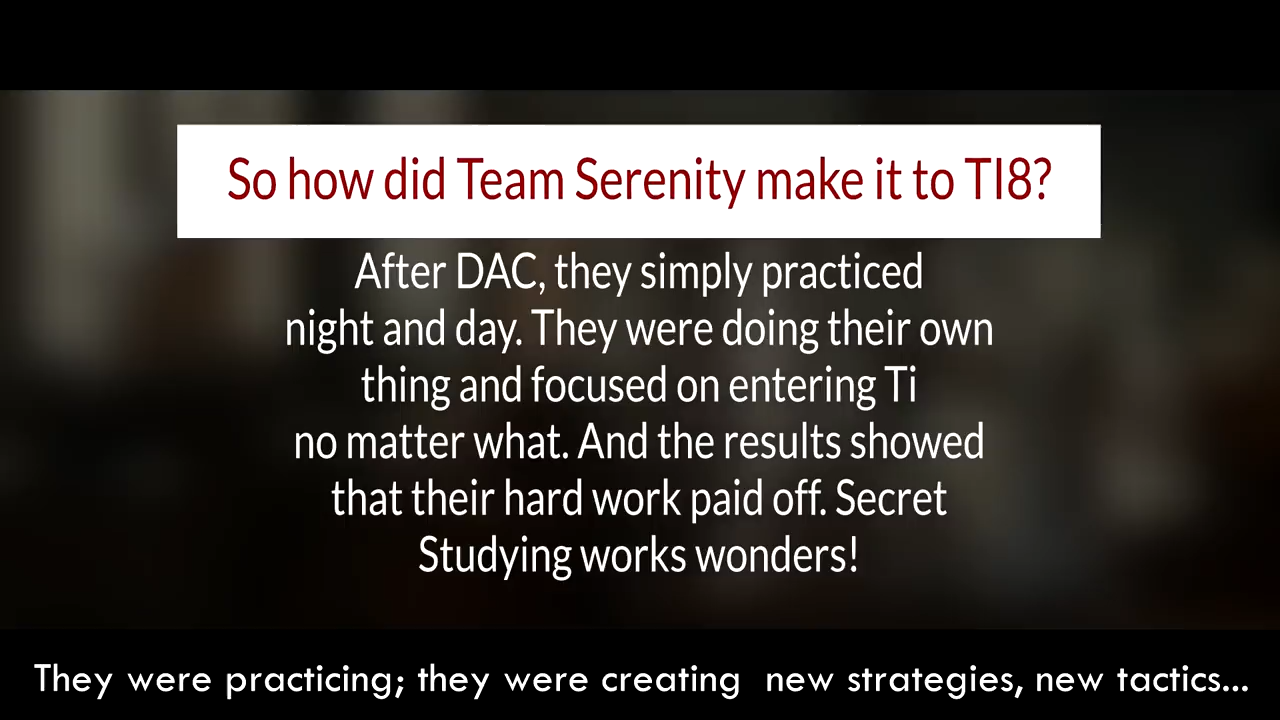 So how did Team Serenity make it to TI8?
After DAC, they simply practiced
night and day. They were doing their own
thing and focused on entering Ti
no matter what. And the results showed
that their hard work paid off. Secret
Studying works wonders!
They were practicing; they were creating  new strategies, new tactics...